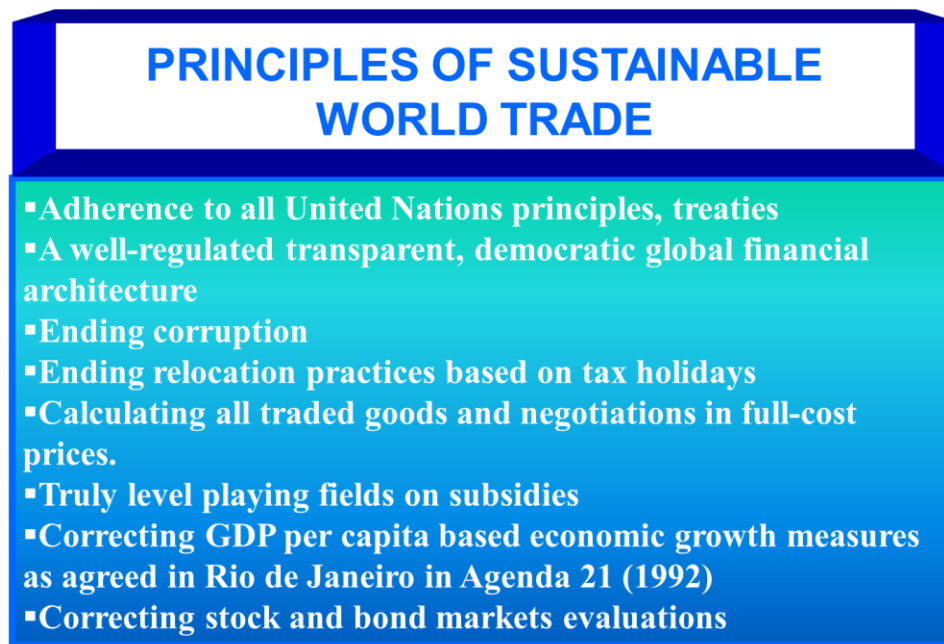 PRINCIPLES OF SUSTAINABLE
WORLD TRADE
▪Adherence to all United Nations principles, treaties
▪A well-regulated transparent, democratic global financial
architecture
▪Ending corruption
▪Ending relocation practices based on tax holidays
▪Calculating all traded goods and negotiations in full-cost
prices.
▪Truly level playing fields on subsidies
▪Correcting GDP per capita based economic growth measures
as agreed in Rio de Janeiro in Agenda 21 (1992)
▪Correcting stock and bond markets evaluations